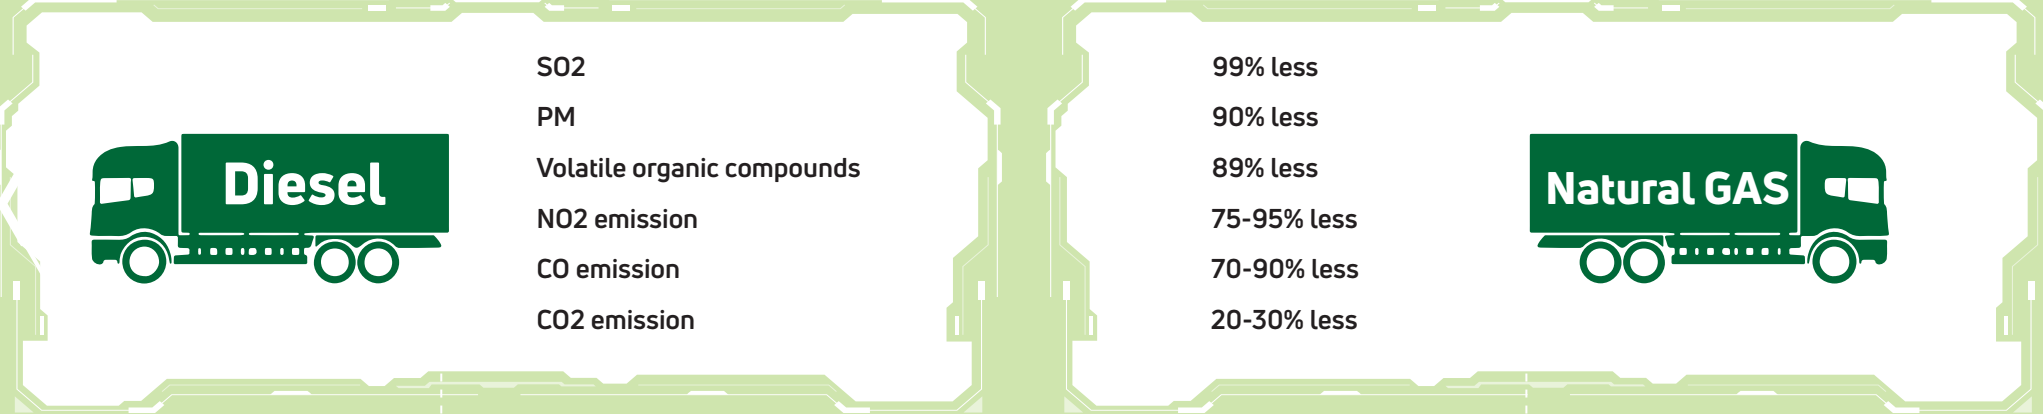 Diesel
SO2
PM
Volatile organic compounds
NO2 emission
CO emission
CO2 emission
99% less
90% less
89% less
75-95% less
70-90% less
20-30% less
Natural GAS